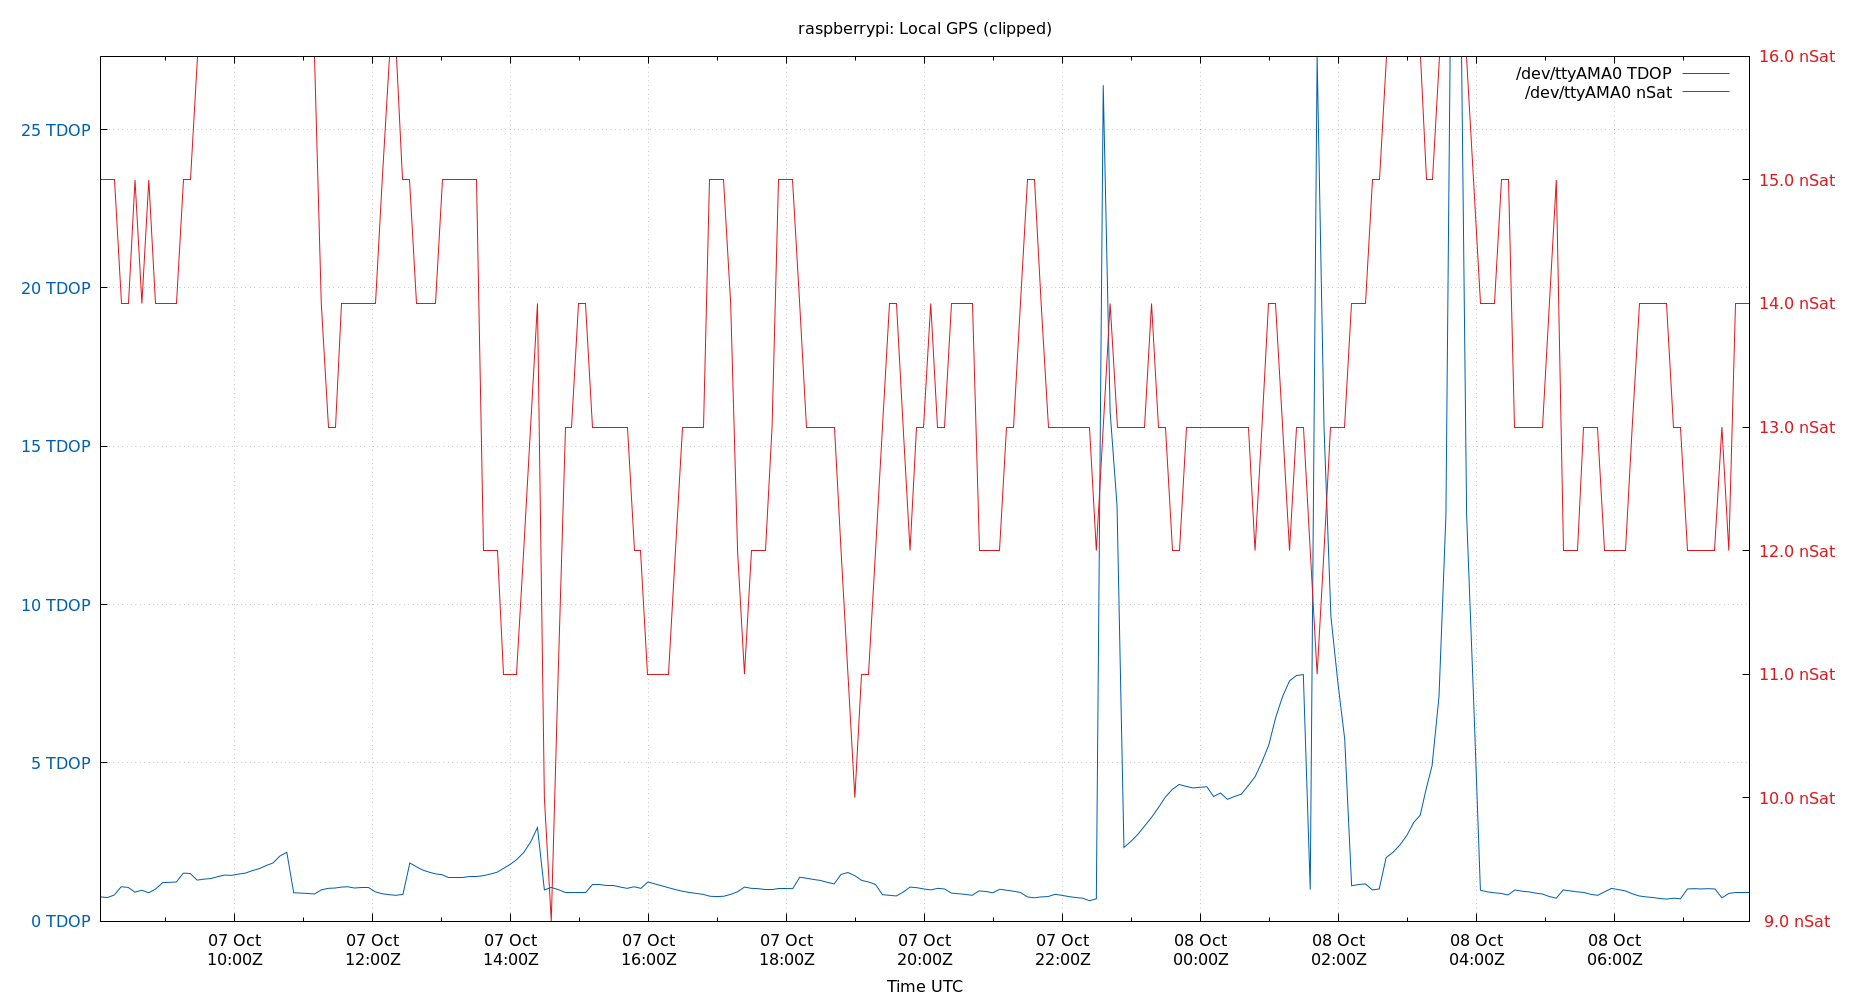 raspberrypi: Local GPS (clipped)
/dev/ttyAMA0 TDOP
/dev/ttyAMA0 nSat
25 TDOP
20 TDOP
15 TDOP
10 TDOP
5 TDOP
0 TDOP
16.0 nSat
15.0 nSat
14.0 nSat
13.0 nSat
12.0 nSat
11.0 nSat
10.0 nSat
9.0 nSat
07 Oct
10:00Z
07 Oct
12:00Z
07 Oct
14:00Z
07 Oct
16:00Z
07 Oct
18:00Z
07 Oct
20:00Z
07 Oct
22:00Z
08 Oct
00:00Z
08 Oct
02:00Z
08 Oct
04:00Z
08 Oct
06:00Z
Time UTC